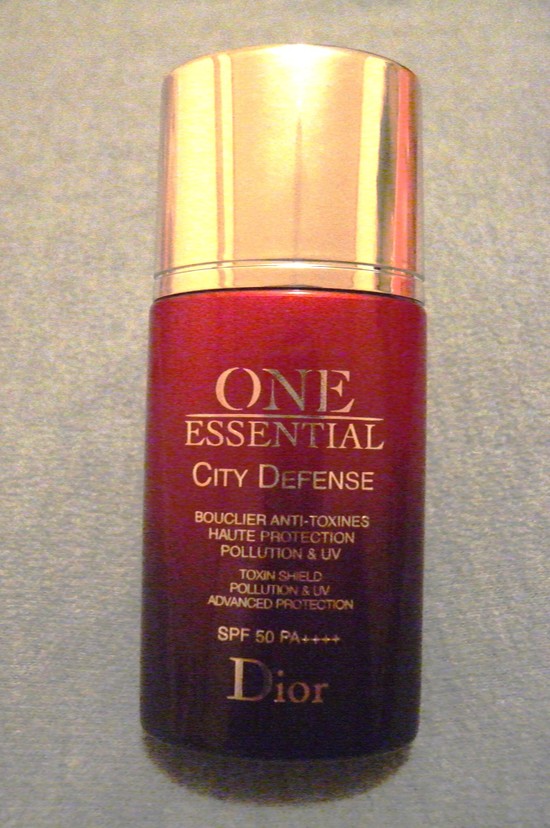 ONE
ESSENTIAL
CITY DEFENSE
BOUCLIER ANTI-TOXINES
HAUTE PROTECTION
POLLUTION & UV
TOXIN SHIELD
POLLUTION & UV
ADVANCED PROTECTION
SPF 50 PA++++
Dior